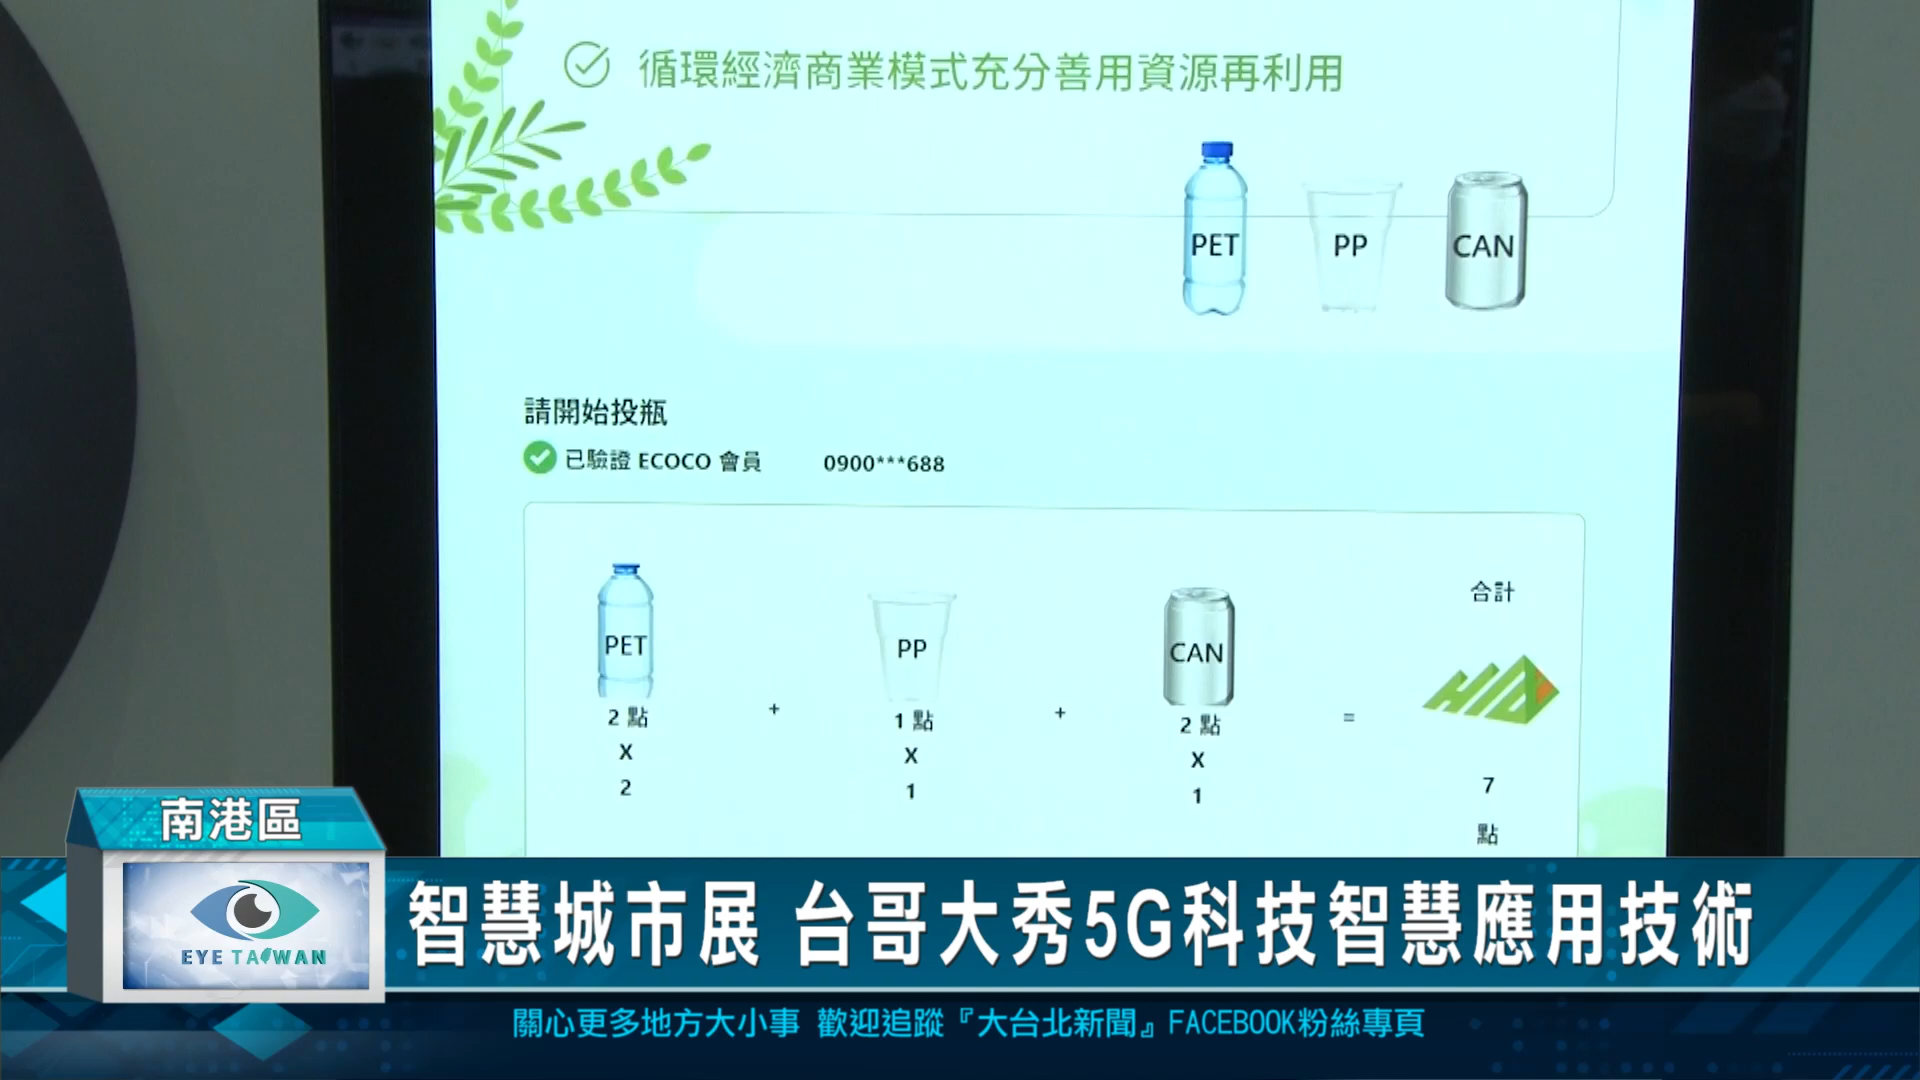 循環經濟商業模式充分善用資源再利用
PET PP CAN
請開始投瓶
已驗證 ECOCO 會員 0900***688
合計
PET PP CAN
2 點 + 1 點 + 2 點 =
X X X
2 1 1 7
點
南港區
EYE TAIWAN
智慧城市展 台哥大秀5G科技智慧應用技術
關心更多地方大小事 歡迎追蹤『大台北新聞』FACEBOOK粉絲專頁